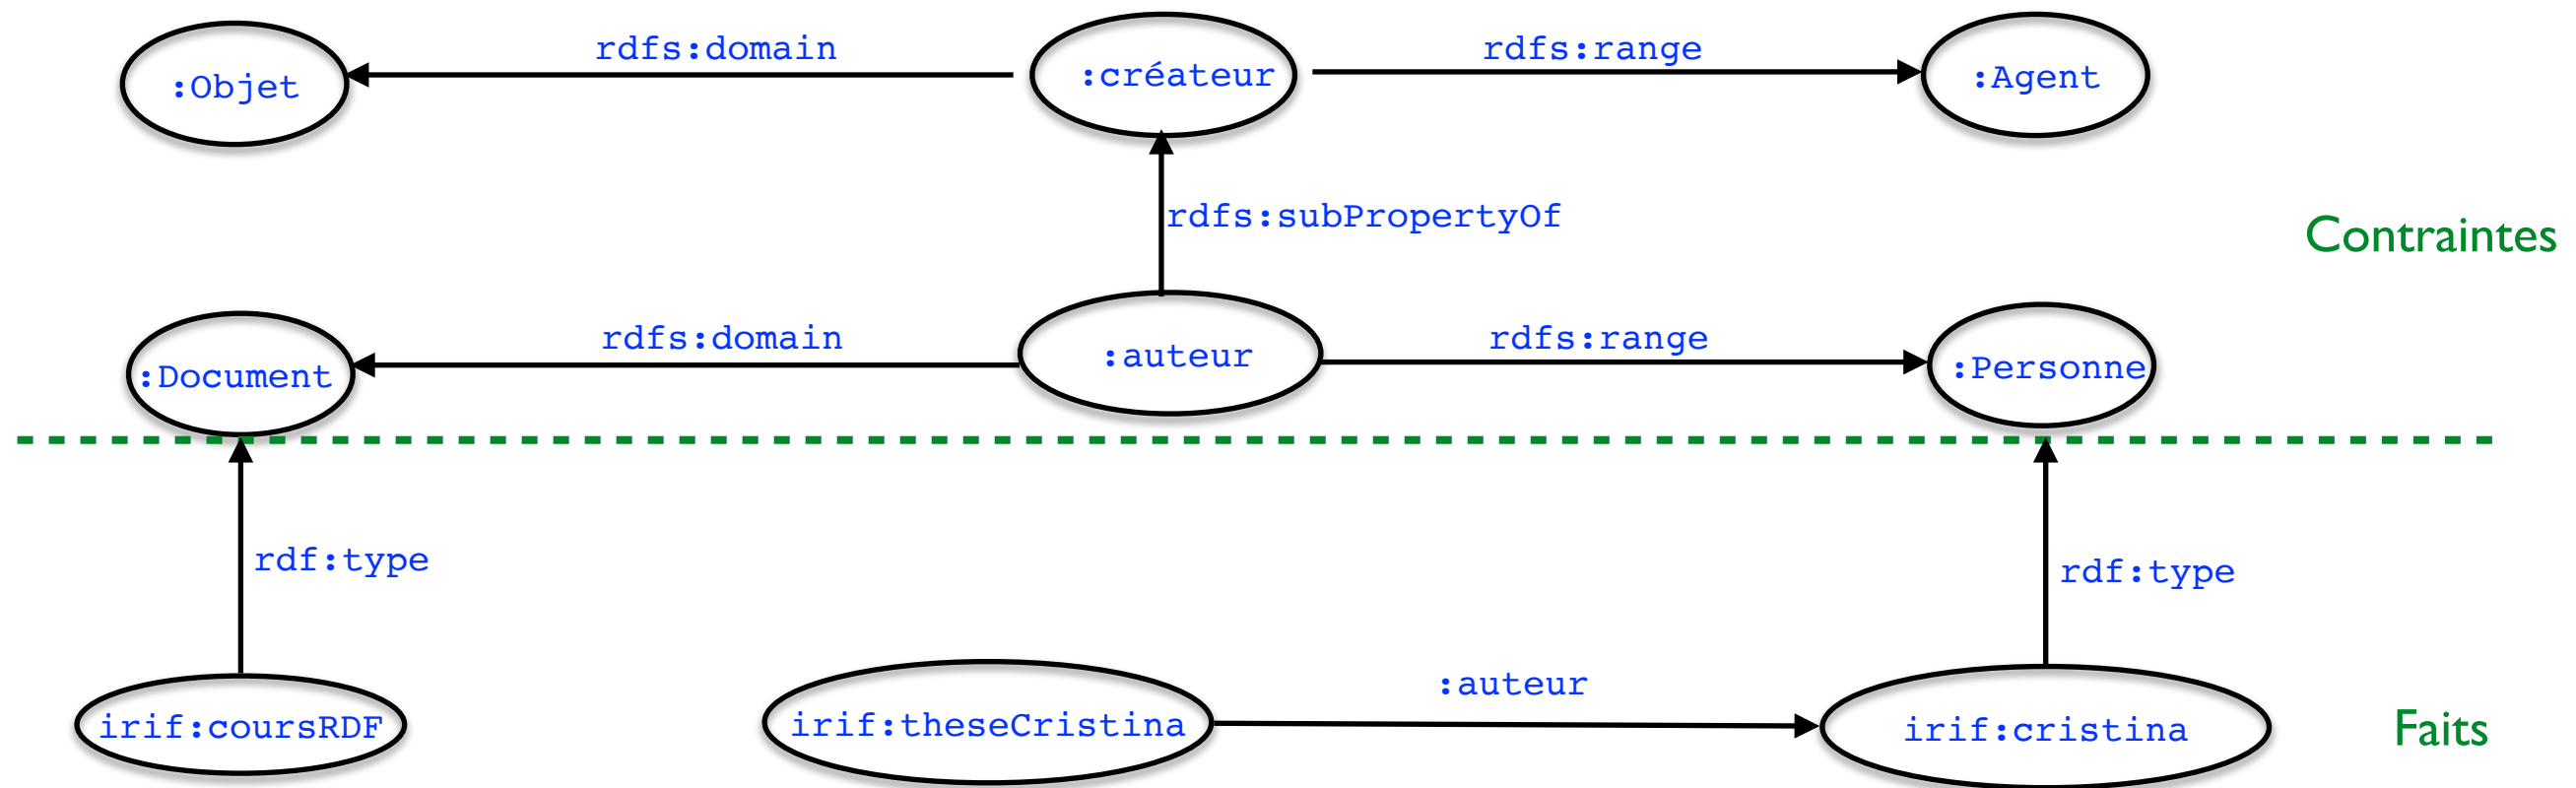 rdfs:domain
rdfs:range
:Objet
:créateur
:Agent
rdfs:subPropertyOf
Contraintes
rdfs:domain
rdfs:range
:Document
:auteur
:Personne
rdf:type
rdf:type
:auteur
irif:coursRDF
irif:theseCristina
irif:cristina
Faits